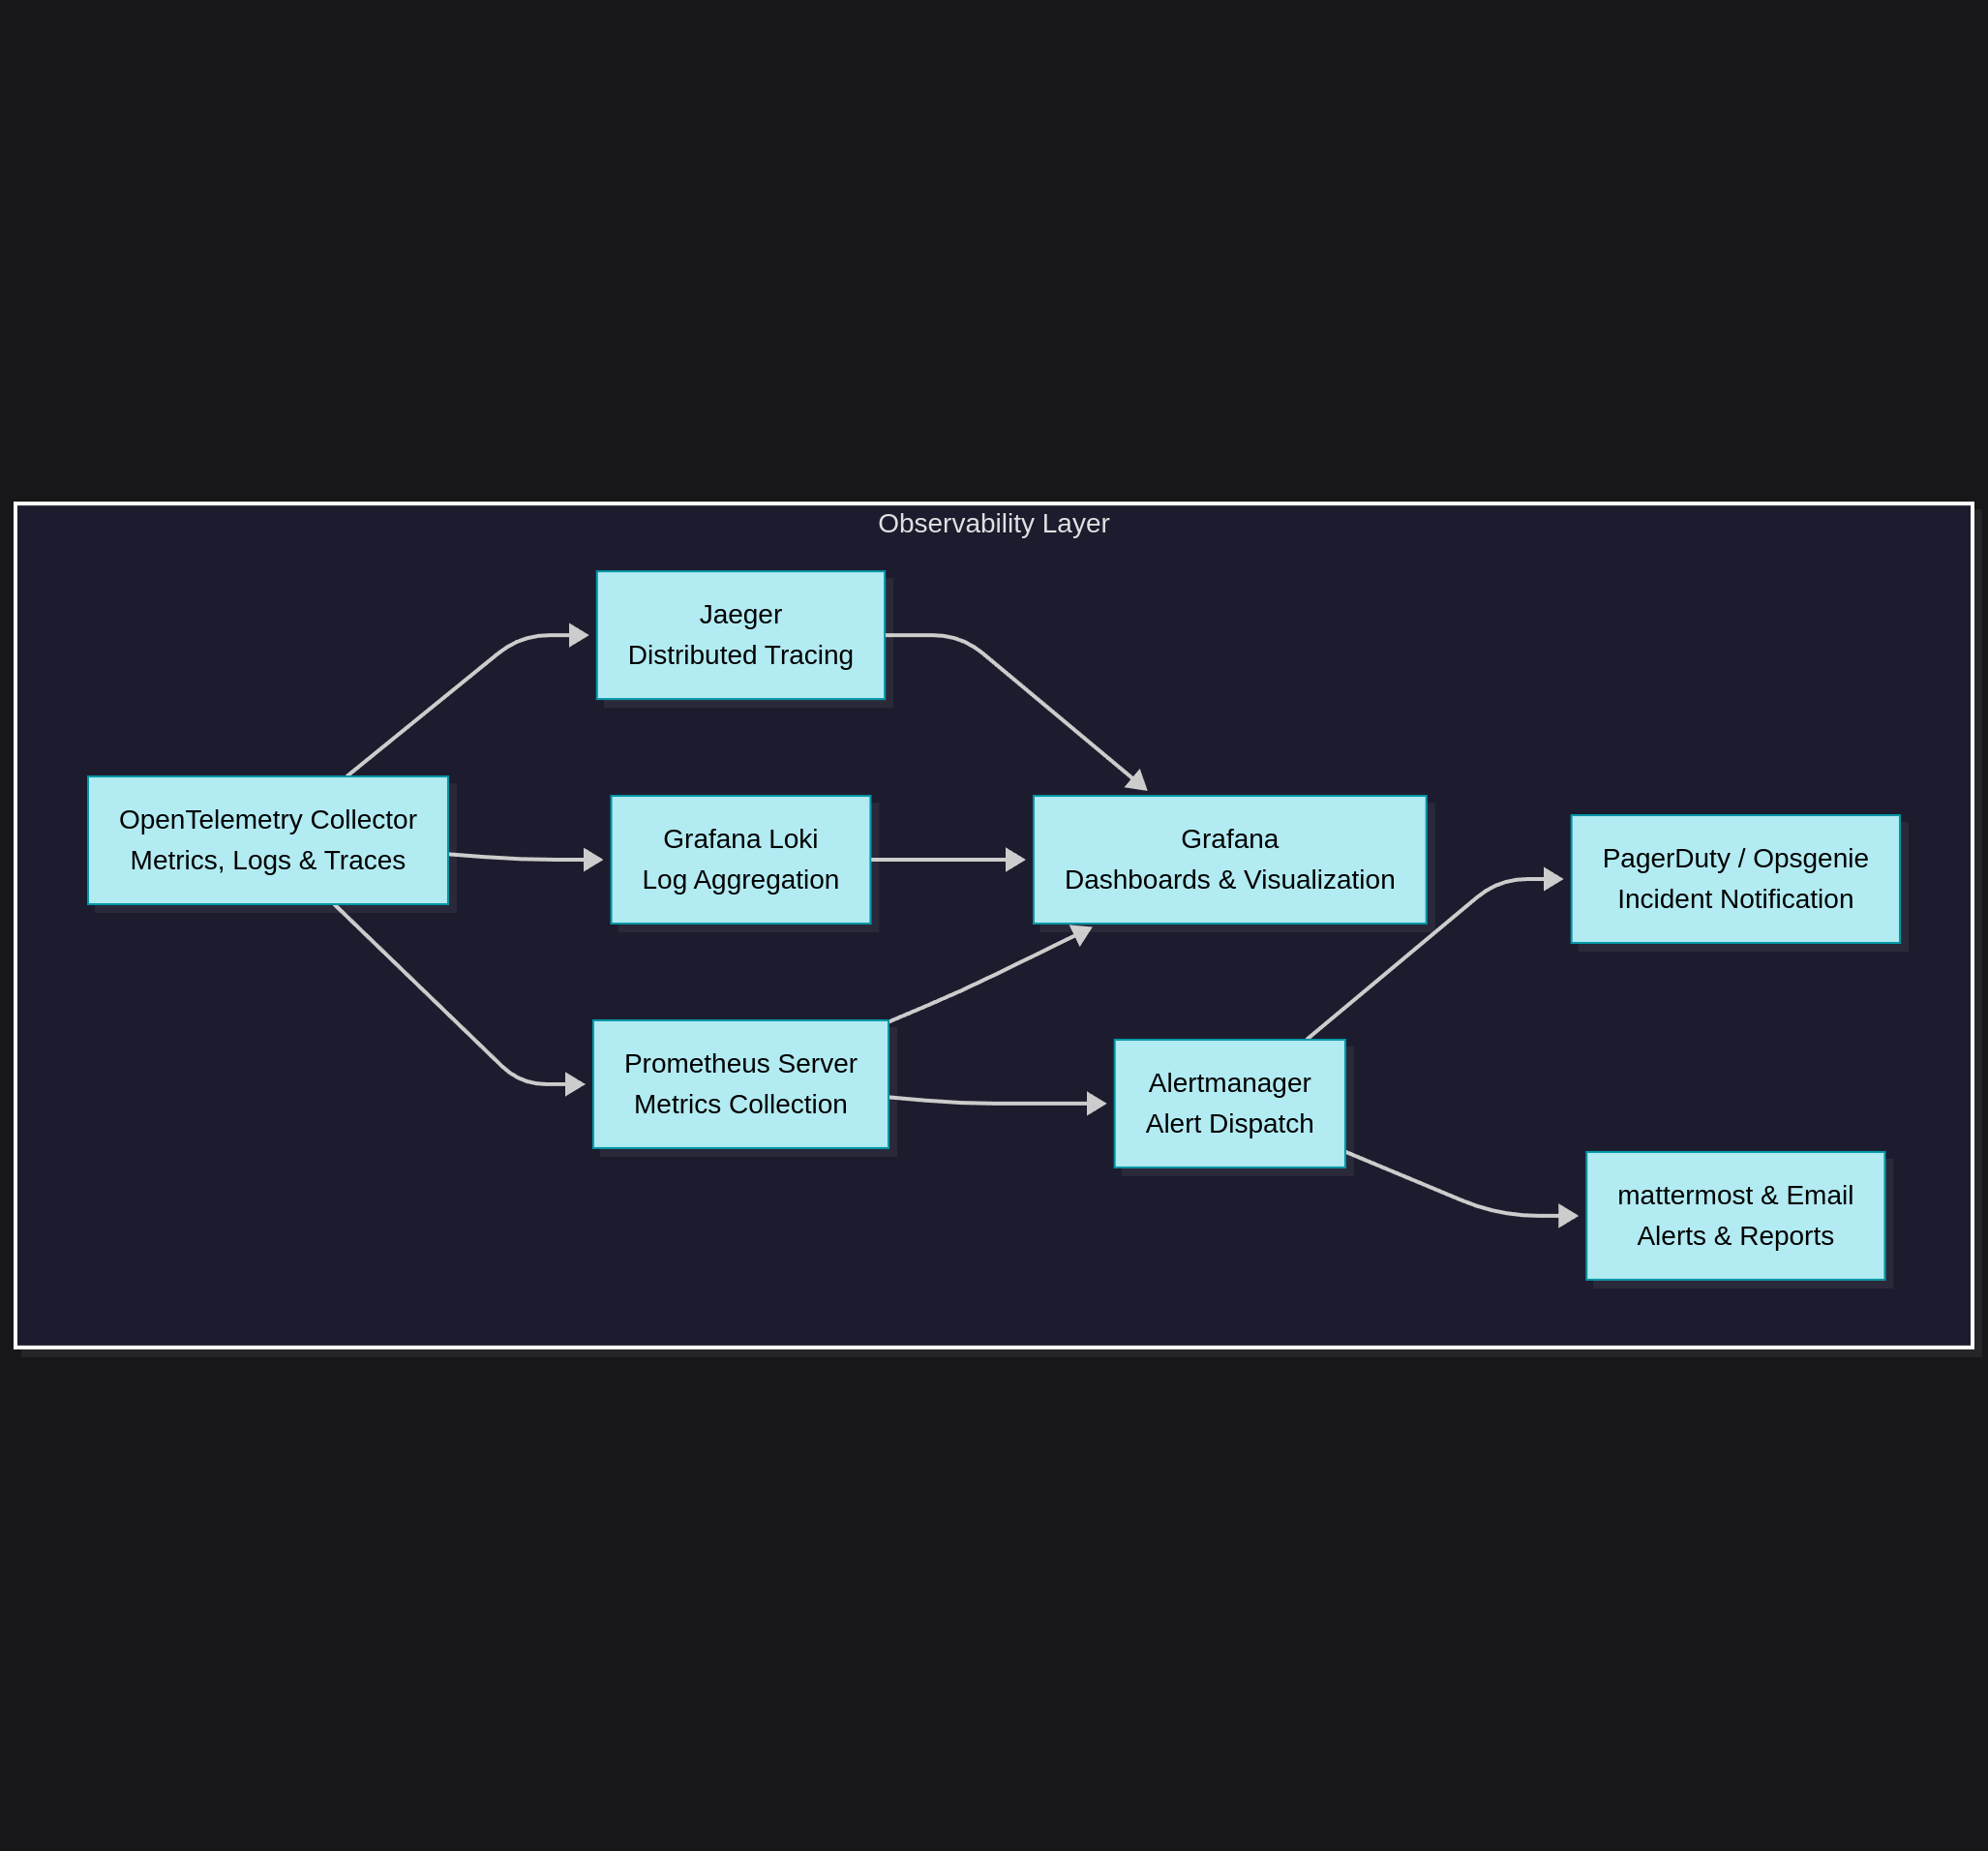 Observability Layer
Jaeger
Distributed Tracing
OpenTelemetry Collector
Metrics, Logs & Traces
Grafana Loki
Log Aggregation
Grafana
Dashboards & Visualization
PagerDuty / Opsgenie
Incident Notification
Prometheus Server
Metrics Collection
Alertmanager
Alert Dispatch
mattermost & Email
Alerts & Reports